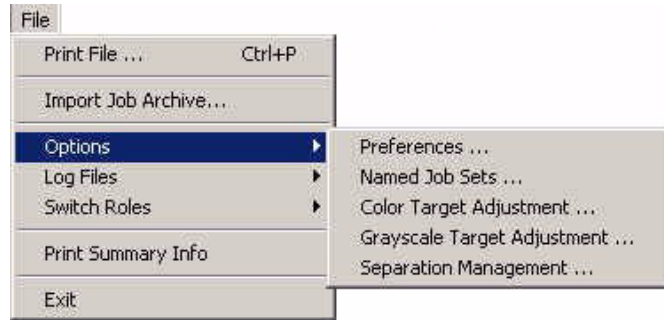 File
Print File ... Ctrl+P
Import Job Archive...
Options
Log Files
Switch Roles
Print Summary Info
Exit
Preferences ...
Named Job Sets ...
Color Target Adjustment ...
Grayscale Target Adjustment ...
Separation Management ...